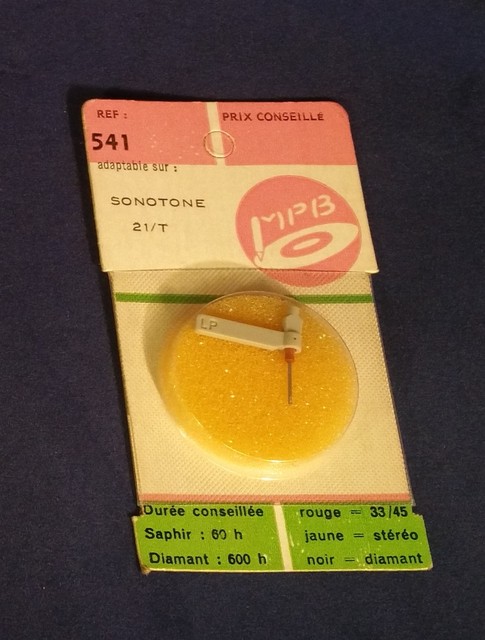 REF :
PRIX CONSEILLÉ
541
adaptable sur :
SONOTONE
21/T
MPB
LP
Durée conseillée
Saphir : 60 h
Diamant : 600 h
rouge = 33/45
jaune = stéréo
noir = diamant